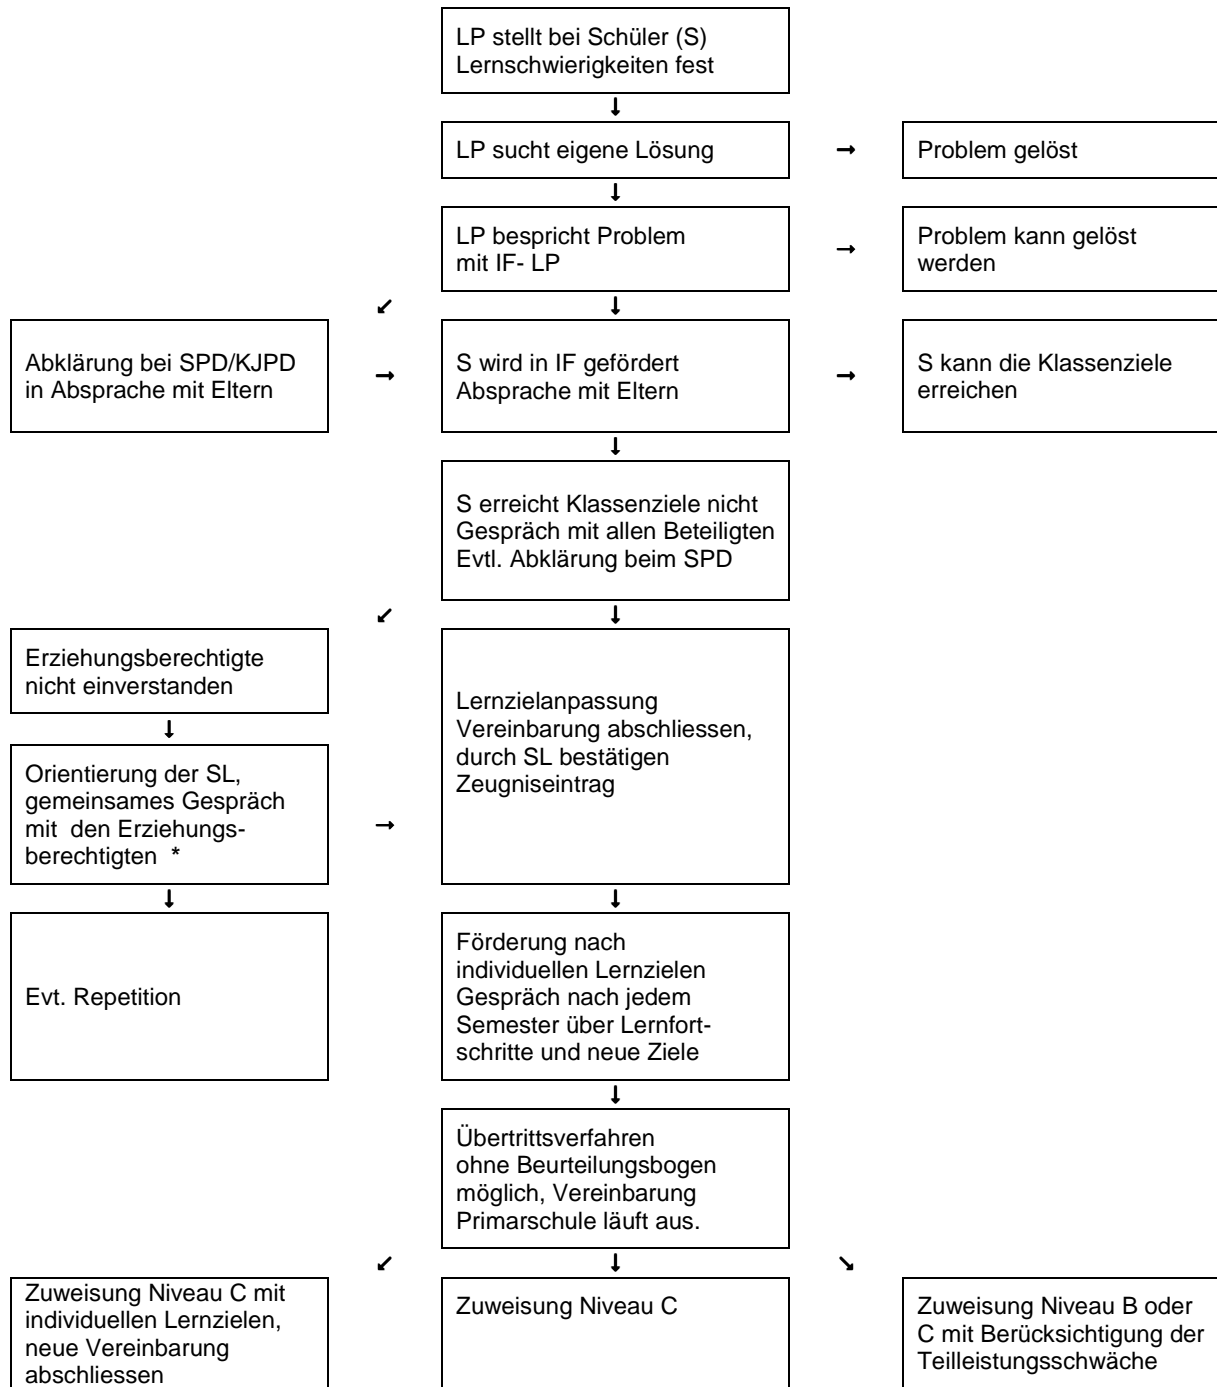 LP stellt bei Schüler (S)
Lernschwierigkeiten fest
↓
LP sucht eigene Lösung
→
Problem gelöst
↓
LP bespricht Problem
mit IF- LP
→
Problem kann gelöst
werden
↙
↓
Abklärung bei SPD/KJPD
in Absprache mit Eltern
→
S wird in IF gefördert
Absprache mit Eltern
→
S kann die Klassenziele
erreichen
↓
S erreicht Klassenziele nicht
Gespräch mit allen Beteiligten
Evtl. Abklärung beim SPD
↙
↓
Erziehungsberechtigte
nicht einverstanden
↓
Orientierung der SL,
gemeinsames Gespräch
mit  den Erziehungs-
berechtigten  *
→
Lernzielanpassung
Vereinbarung abschliessen,
durch SL bestätigen
Zeugniseintrag
↓
↓
Evt. Repetition
Förderung nach
individuellen Lernzielen
Gespräch nach jedem
Semester über Lernfort-
schritte und neue Ziele
↓
Übertrittsverfahren
ohne Beurteilungsbogen
möglich, Vereinbarung
Primarschule läuft aus.
↙
↓
↘
Zuweisung Niveau C mit
individuellen Lernzielen,
neue Vereinbarung
abschliessen
Zuweisung Niveau C
Zuweisung Niveau B oder
C mit Berücksichtigung der
Teilleistungsschwäche